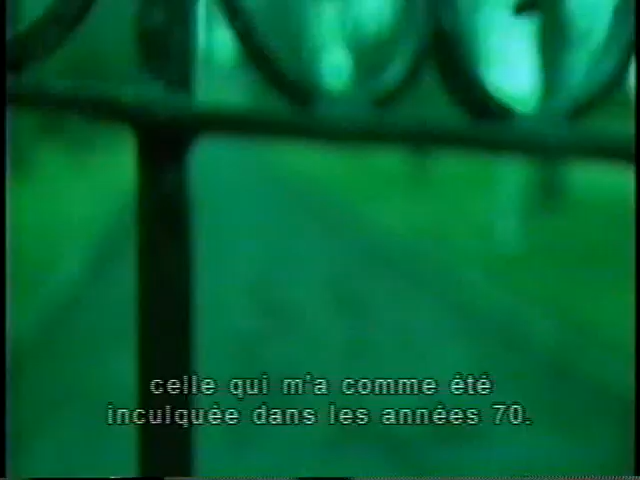 celle qui m'a comme été
inculquée dans les années 70.